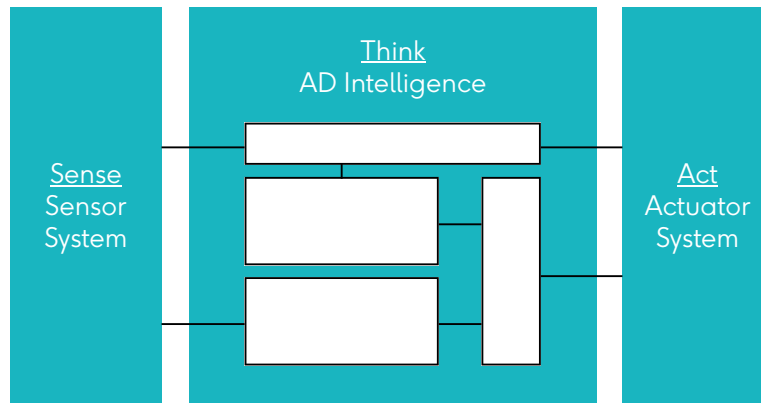 Sense
Sensor
System
Think
AD Intelligence
Act
Actuator
System